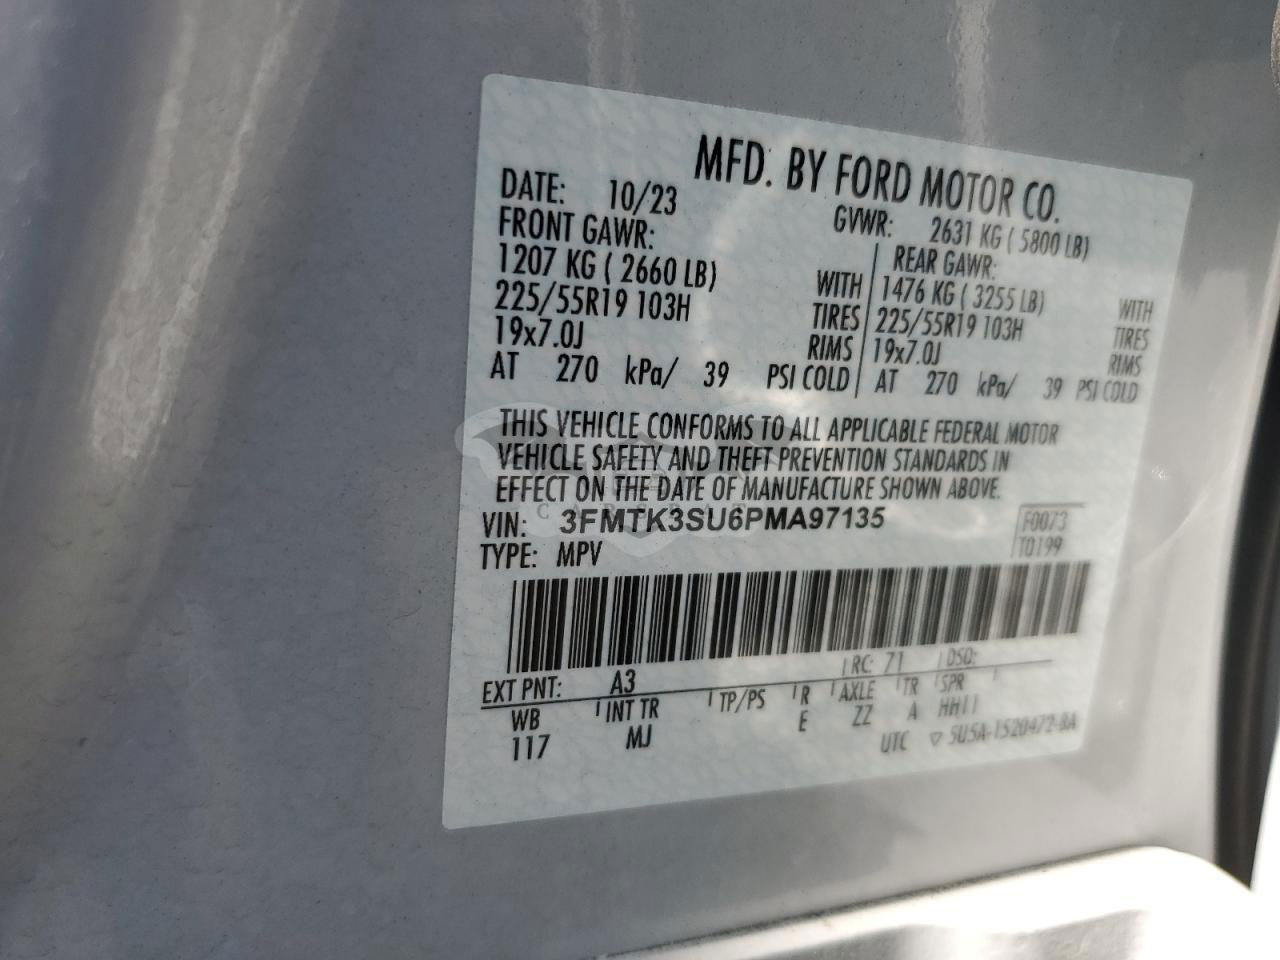 MFD. BY FORD MOTOR CO.
DATE: 10/23 GVWR: 2631 KG ( 5800 LB)
FRONT GAWR: REAR GAWR:
1207 KG ( 2660 LB) WITH 1476 KG ( 3255 LB) WITH
225/55R19 103H TIRES 225/55R19 103H TIRES
19x7.0J RIMS 19x7.0J RIMS
AT 270 kPa/ 39 PSI COLD AT 270 kPa/ 39 PSI COLD
THIS VEHICLE CONFORMS TO ALL APPLICABLE FEDERAL MOTOR
VEHICLE SAFETY AND THEFT PREVENTION STANDARDS IN
EFFECT ON THE DATE OF MANUFACTURE SHOWN ABOVE.
VIN: 3FMTK3SU6PMA97135 F0073
TYPE: MPV T0199
EXT PNT: A3 RC: 71 DSO:
WB INT TR TP/PS R AXLE TR SPR
117 MJ E ZZ A HH11
UTC ▽ 5U5A-1520472-BA